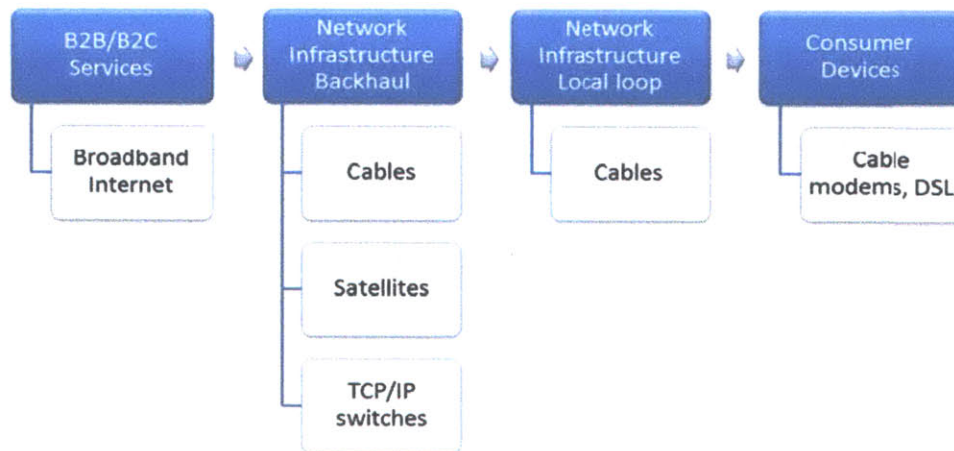 B2B/B2C
Services
Broadband
Internet
Network
Infrastructure
Backhaul
Cables
Satellites
TCP/IP
switches
Network
Infrastructure
Local loop
Cables
Consumer
Devices
Cable
modems, DSL